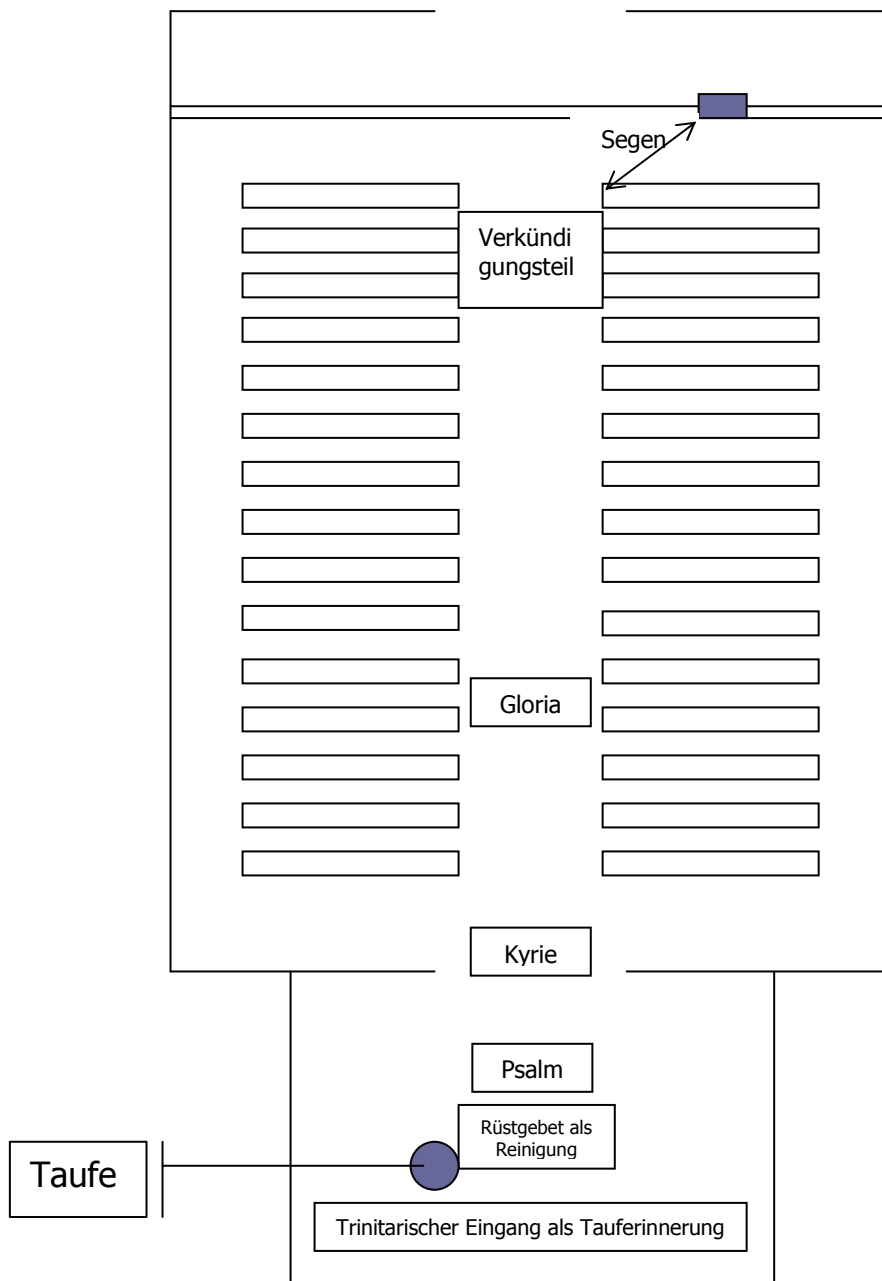 Segen
Verkündi
gungsteil
Gloria
Kyrie
Psalm
Rüstgebet als
Reinigung
Taufe
Trinitarischer Eingang als Tauferinnerung